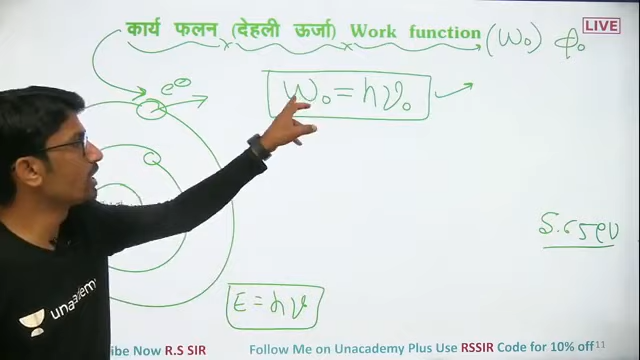 कार्य फलन (देहली ऊर्जा) Work function (W₀) ϕ₀
LIVE
e⊖
W₀ = hν₀
5.65eV
E = hν
unacademy
ibe Now R.S SIR
Follow Me on Unacademy Plus Use RSSIR Code for 10% off 11